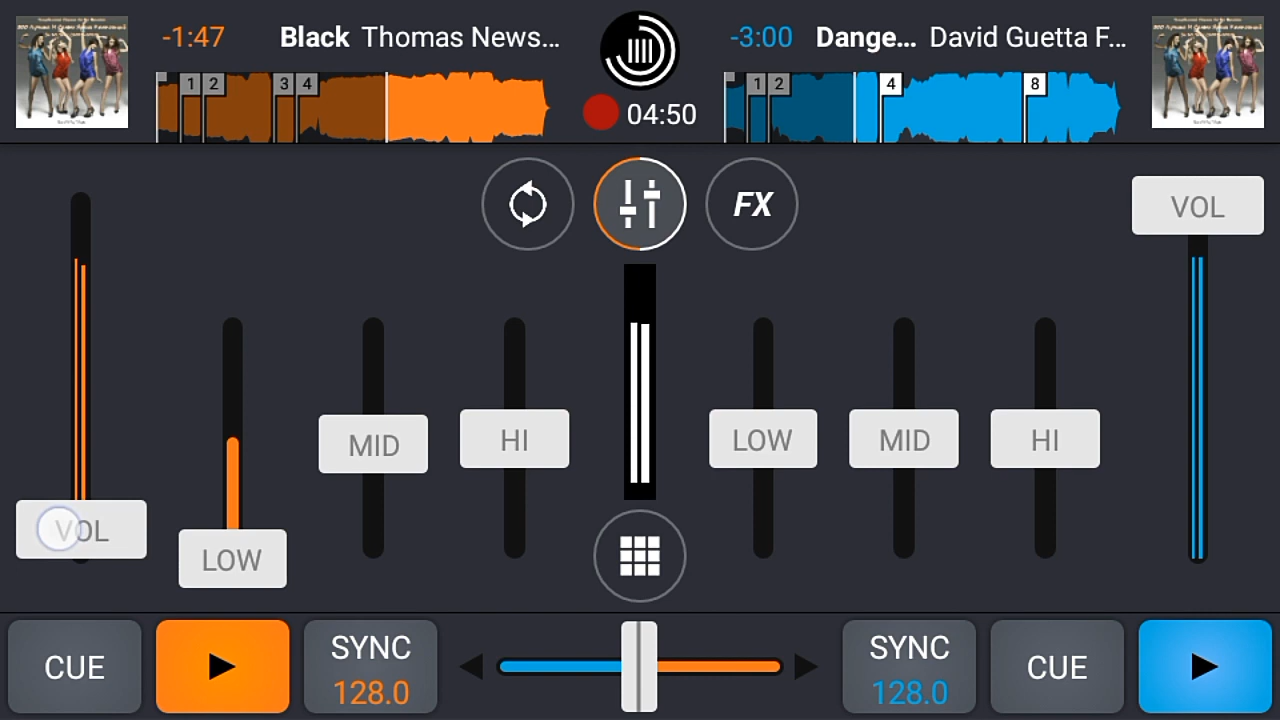 -1:47 Black Thomas News...
-3:00 Dange... David Guetta F...
1 2 3 4
1 2 4 8
04:50
FX
VOL
MID
HI
LOW
MID
HI
VOL
LOW
CUE
SYNC
128.0
SYNC
128.0
CUE